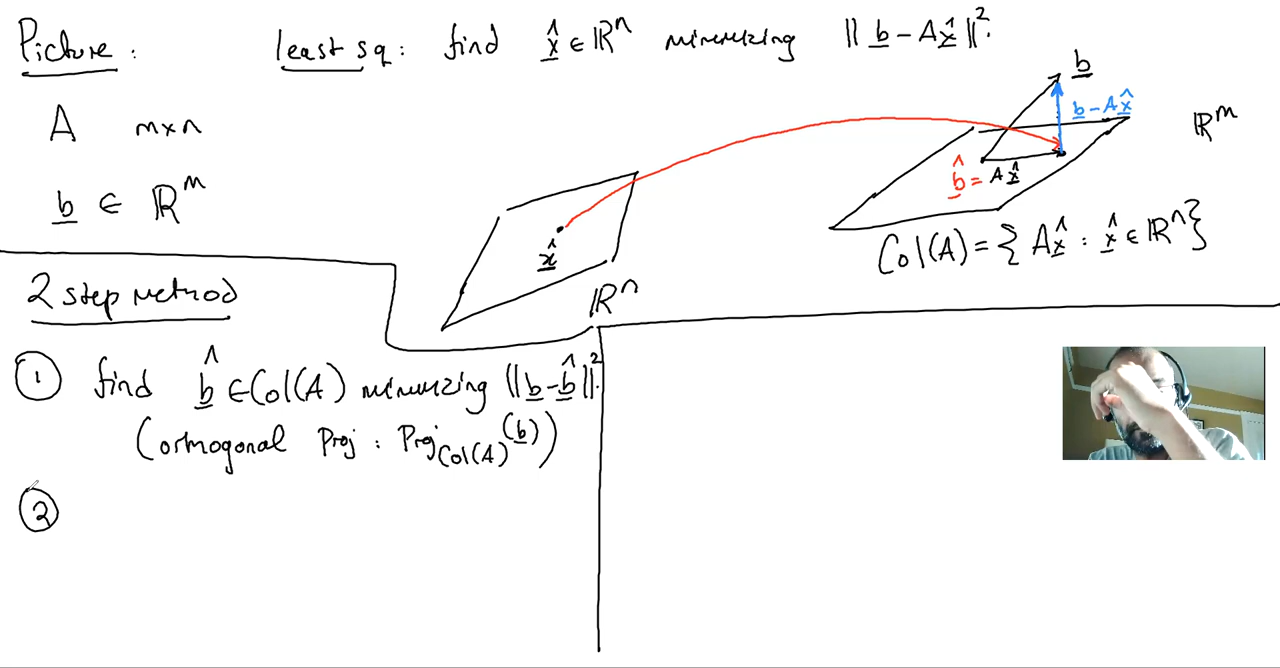 Picture: least sq: find x̂ ∈ ℝⁿ minimizing || b - Ax̂ ||².
A m×n
b ∈ ℝᵐ
b
b - Ax̂
ℝᵐ
b̂ = Ax̂
Col(A) = { Ax̂ : x̂ ∈ ℝⁿ }
x̂
ℝⁿ
2 step method
① find b̂ ∈ Col(A) minimizing ||b - b̂||².
(orthogonal Proj : Proj_Col(A) (b))
②